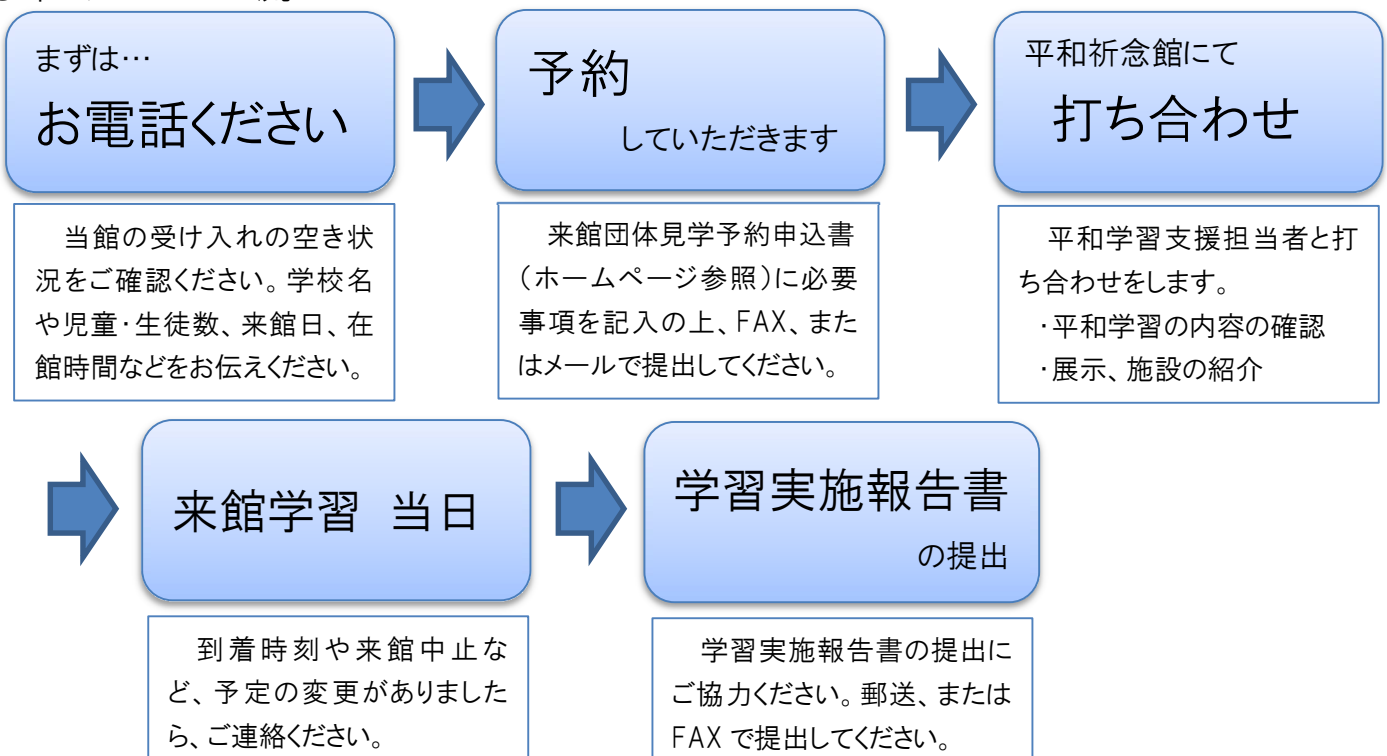 まずは…
お電話ください
当館の受け入れの空き状
況をご確認ください。学校名
や児童・生徒数、来館日、在
館時間などをお伝えください。
予約
していただきます
来館団体見学予約申込書
（ホームページ参照）に必要
事項を記入の上、FAX、また
はメールで提出してください。
平和祈念館にて
打ち合わせ
平和学習支援担当者と打
ち合わせをします。
・平和学習の内容の確認
・展示、施設の紹介
来館学習　当日
到着時刻や来館中止な
ど、予定の変更がありました
ら、ご連絡ください。
学習実施報告書
の提出
学習実施報告書の提出に
ご協力ください。郵送、または
FAX で提出してください。